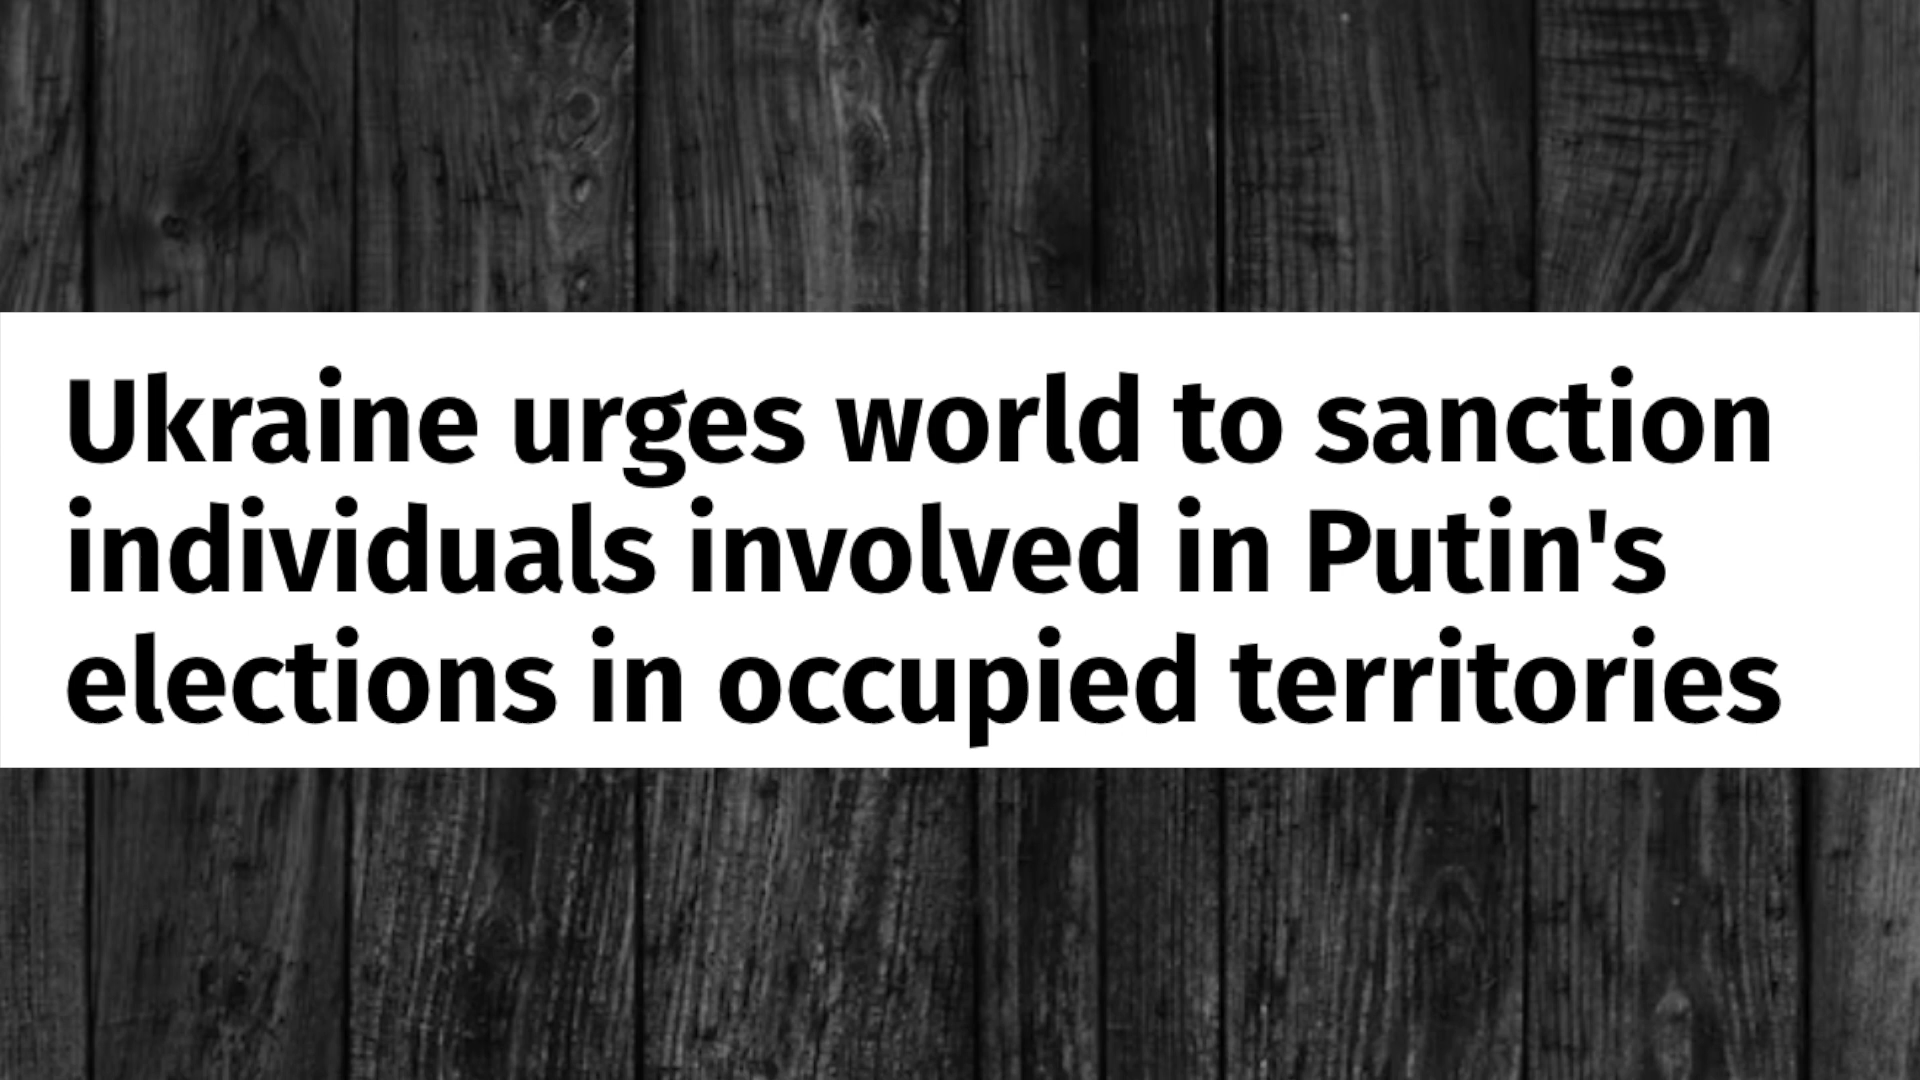 Ukraine urges world to sanction
individuals involved in Putin's
elections in occupied territories